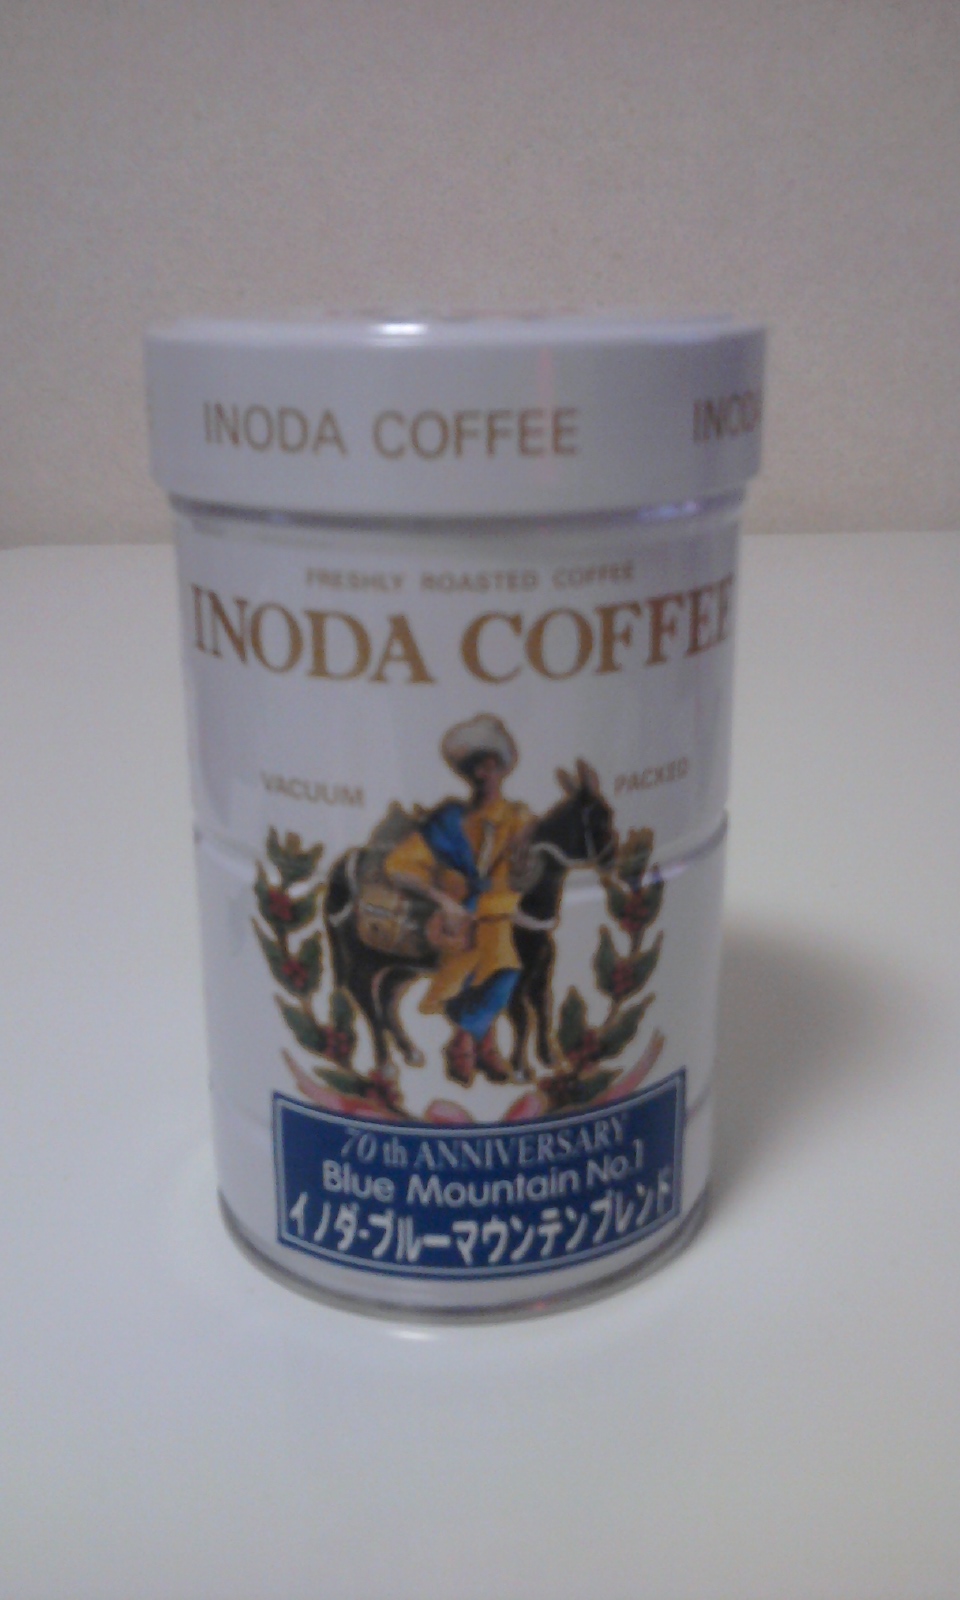 INODA COFFEE INODA
FRESHLY ROASTED COFFEE
INODA COFFEE
VACUUM PACKED
70th ANNIVERSARY
Blue Mountain No.1
イノダ・ブルーマウンテンブレンド